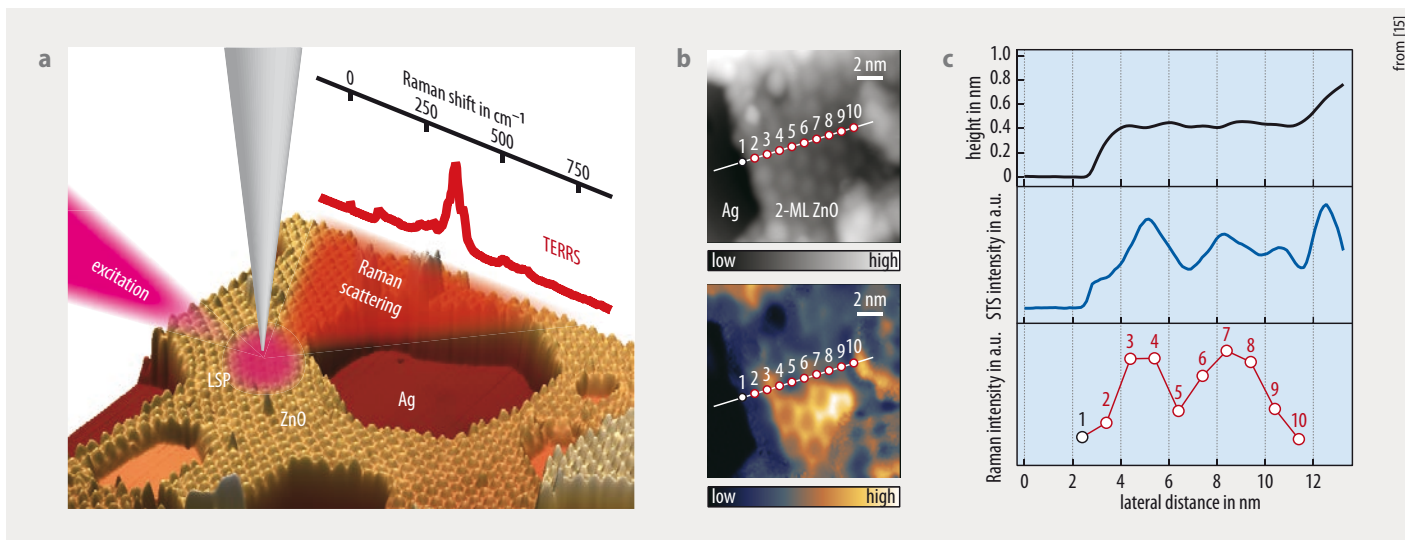 a
0
250
500
750
Raman shift in cm⁻¹
TERRS
excitation
Raman
scattering
LSP
ZnO
Ag
b
2 nm
1 2 3 4 5 6 7 8 9 10
Ag
2-ML ZnO
low
high
2 nm
1 2 3 4 5 6 7 8 9 10
low
high
c
from [15]
height in nm
1.0
0.8
0.6
0.4
0.2
0
STS intensity in a.u.
Raman intensity in a.u.
1
2
3
4
5
6
7
8
9
10
0 2 4 6 8 10 12
lateral distance in nm